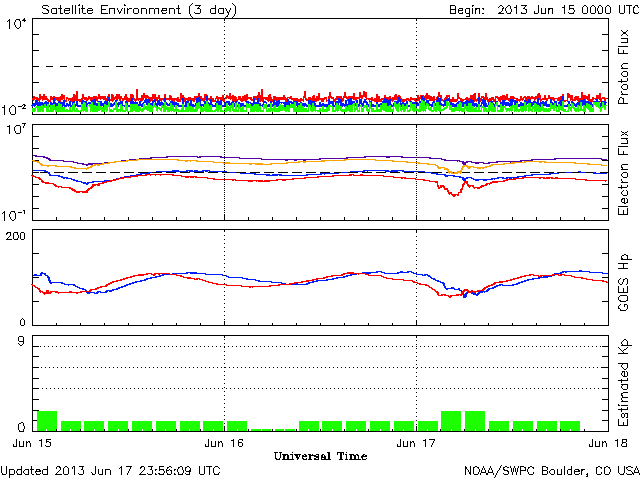 Satellite Environment (3 day)
Begin: 2013 Jun 15 0000 UTC
10^4
10^-2
Proton Flux
10^7
10^-1
Electron Flux
200
0
GOES Hp
9
0
Estimated Kp
Jun 15
Jun 16
Jun 17
Jun 18
Universal Time
Updated 2013 Jun 17 23:56:09 UTC
NOAA/SWPC Boulder, CO USA